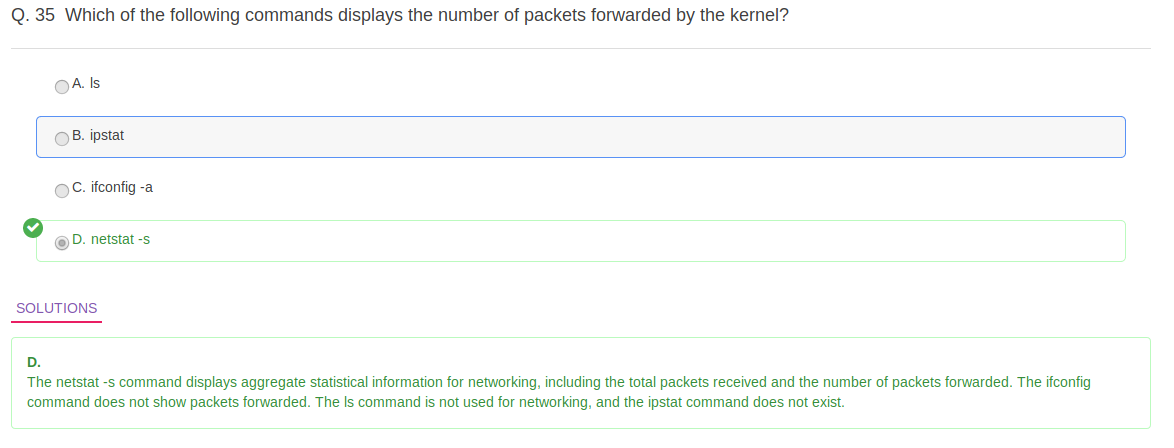 Q. 35 Which of the following commands displays the number of packets forwarded by the kernel?
A. ls
B. ipstat
C. ifconfig -a
D. netstat -s
SOLUTIONS
D.
The netstat -s command displays aggregate statistical information for networking, including the total packets received and the number of packets forwarded. The ifconfig
command does not show packets forwarded. The ls command is not used for networking, and the ipstat command does not exist.